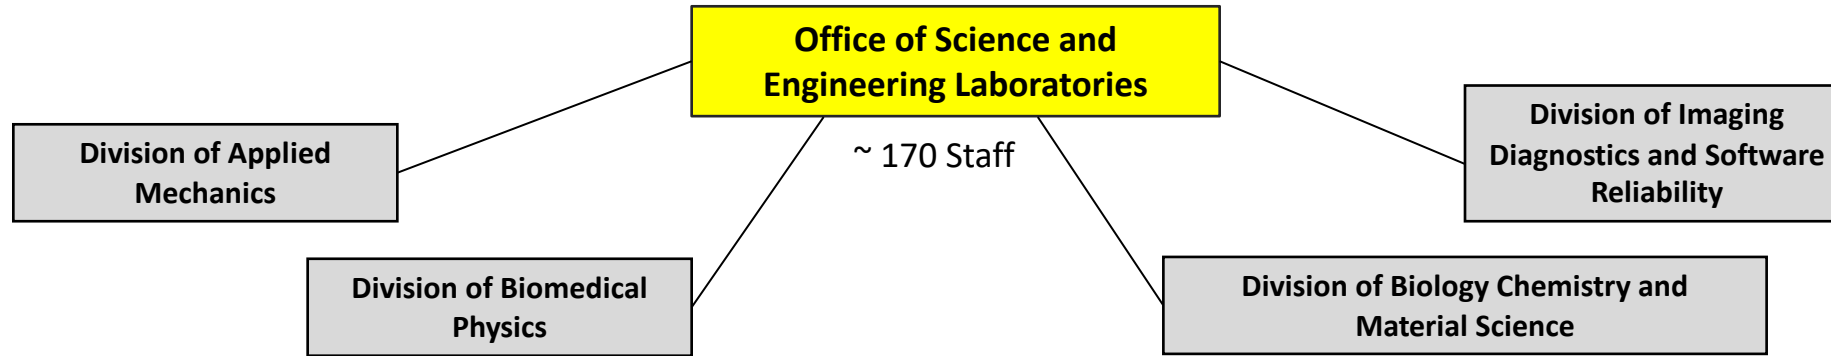 Office of Science and
Engineering Laboratories
~ 170 Staff
Division of Applied
Mechanics
Division of Biomedical
Physics
Division of Biology Chemistry and
Material Science
Division of Imaging
Diagnostics and Software
Reliability